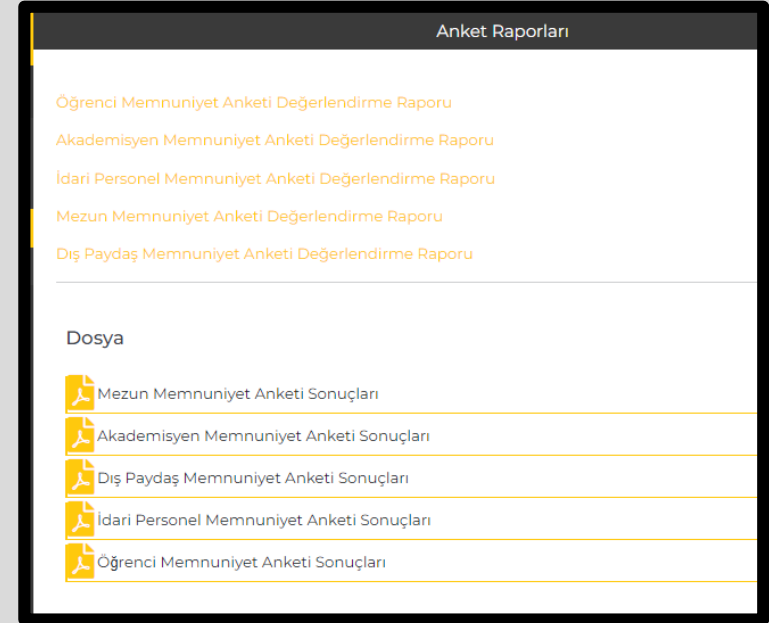 Anket Raporları
Öğrenci Memnuniyet Anketi Değerlendirme Raporu
Akademisyen Memnuniyet Anketi Değerlendirme Raporu
İdari Personel Memnuniyet Anketi Değerlendirme Raporu
Mezun Memnuniyet Anketi Değerlendirme Raporu
Dış Paydaş Memnuniyet Anketi Değerlendirme Raporu
Dosya
Mezun Memnuniyet Anketi Sonuçları
Akademisyen Memnuniyet Anketi Sonuçları
Dış Paydaş Memnuniyet Anketi Sonuçları
İdari Personel Memnuniyet Anketi Sonuçları
Öğrenci Memnuniyet Anketi Sonuçları